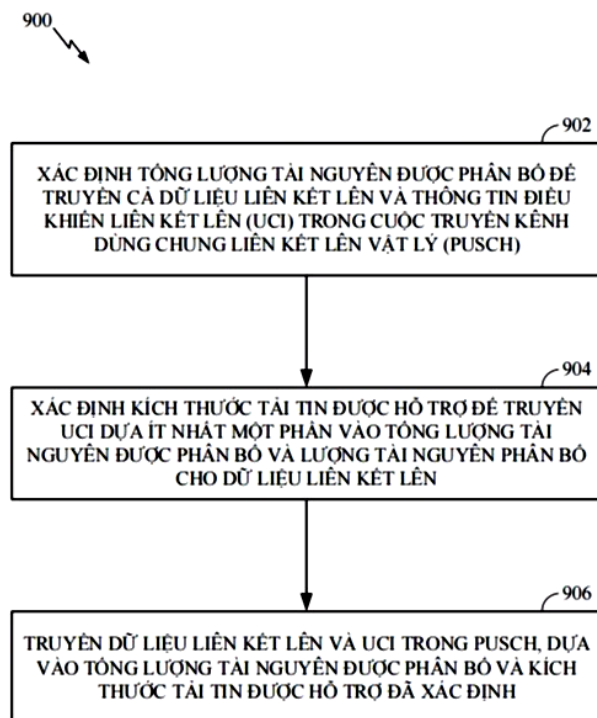 900
902
XÁC ĐỊNH TỔNG LƯỢNG TÀI NGUYÊN ĐƯỢC PHÂN BỔ ĐỂ
TRUYỀN CẢ DỮ LIỆU LIÊN KẾT LÊN VÀ THÔNG TIN ĐIỀU
KHIỂN LIÊN KẾT LÊN (UCI) TRONG CUỘC TRUYỀN KÊNH
DÙNG CHUNG LIÊN KẾT LÊN VẬT LÝ (PUSCH)
904
XÁC ĐỊNH KÍCH THƯỚC TẢI TIN ĐƯỢC HỖ TRỢ ĐỂ TRUYỀN
UCI DỰA ÍT NHẤT MỘT PHẦN VÀO TỔNG LƯỢNG TÀI
NGUYÊN ĐƯỢC PHÂN BỔ VÀ LƯỢNG TÀI NGUYÊN PHÂN BỔ
CHO DỮ LIỆU LIÊN KẾT LÊN
906
TRUYỀN DỮ LIỆU LIÊN KẾT LÊN VÀ UCI TRONG PUSCH, DỰA
VÀO TỔNG LƯỢNG TÀI NGUYÊN ĐƯỢC PHÂN BỔ VÀ KÍCH
THƯỚC TẢI TIN ĐƯỢC HỖ TRỢ ĐÃ XÁC ĐỊNH